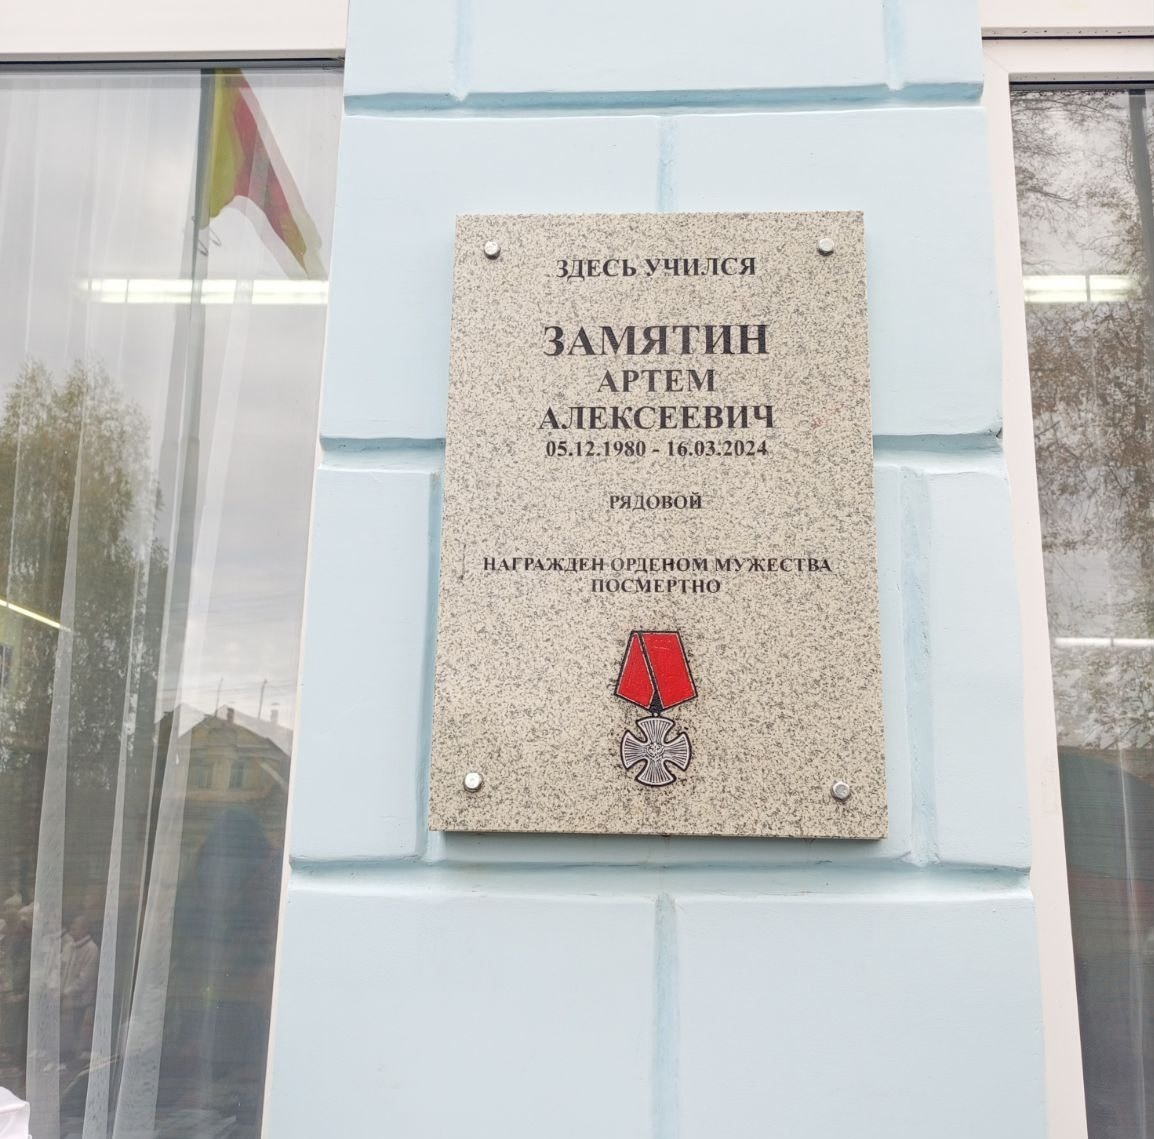 ЗДЕСЬ УЧИЛСЯ
ЗАМЯТИН
АРТЕМ
АЛЕКСЕЕВИЧ
05.12.1980 - 16.03.2024
РЯДОВОЙ
НАГРАЖДЕН ОРДЕНОМ МУЖЕСТВА
ПОСМЕРТНО